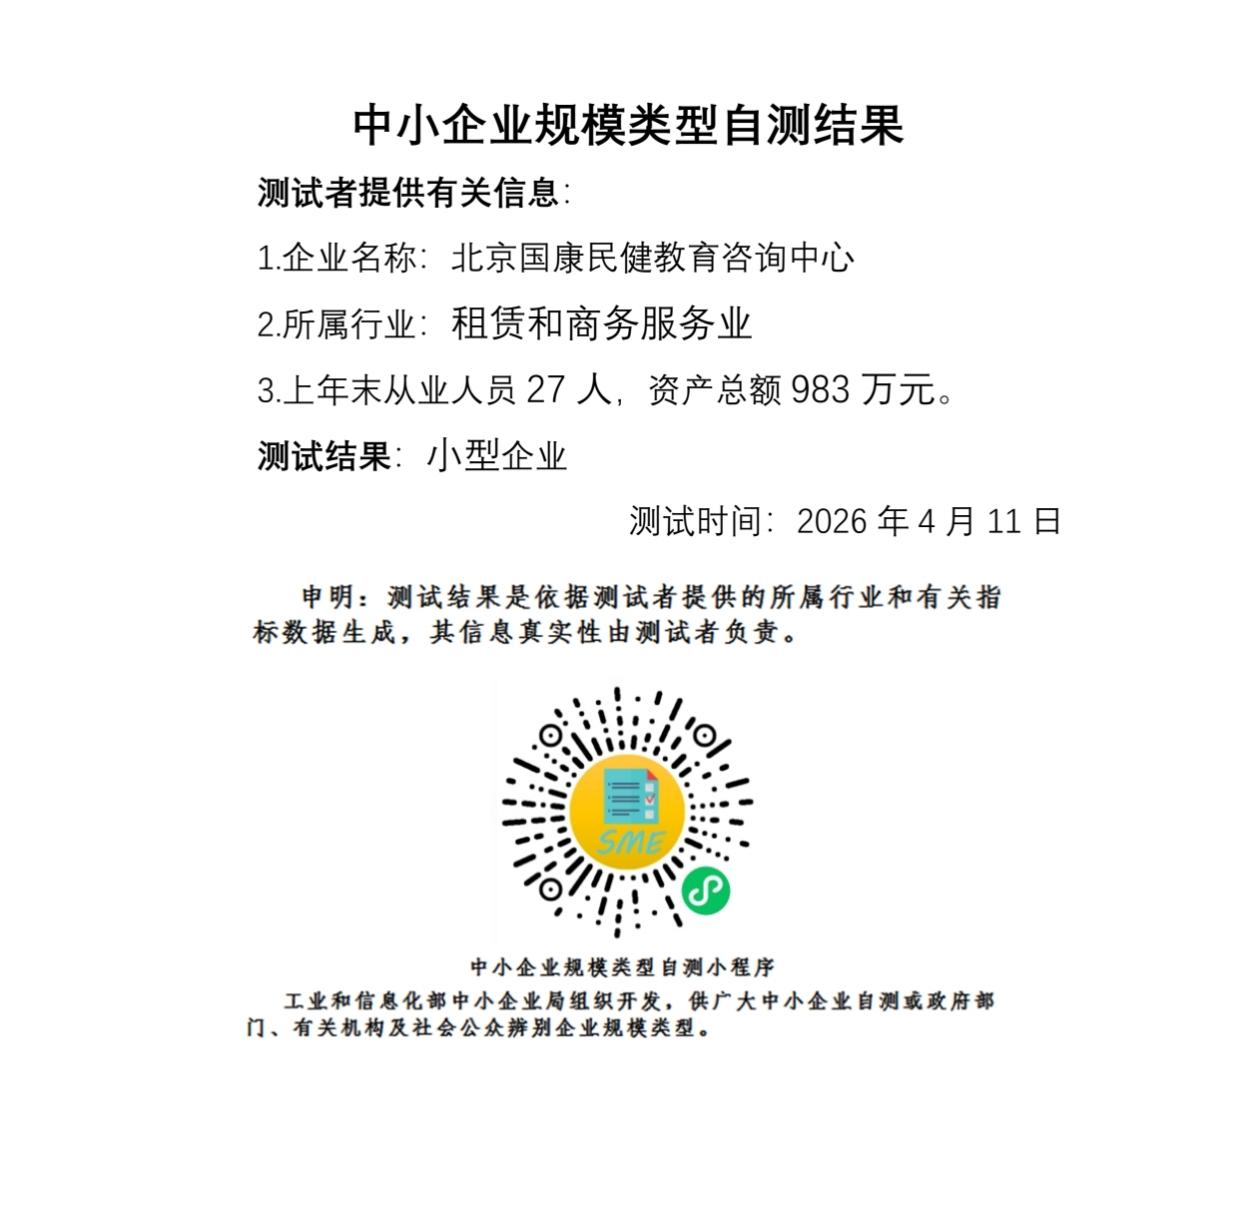 中小企业规模类型自测结果
测试者提供有关信息：
1.企业名称：北京国康民健教育咨询中心
2.所属行业：租赁和商务服务业
3.上年末从业人员 27 人，资产总额 983 万元。
测试结果：小型企业
测试时间：2026 年 4 月 11 日
申明：测试结果是依据测试者提供的所属行业和有关指
标数据生成，其信息真实性由测试者负责。
SME
中小企业规模类型自测小程序
工业和信息化部中小企业局组织开发，供广大中小企业自测或政府部
门、有关机构及社会公众辨别企业规模类型。